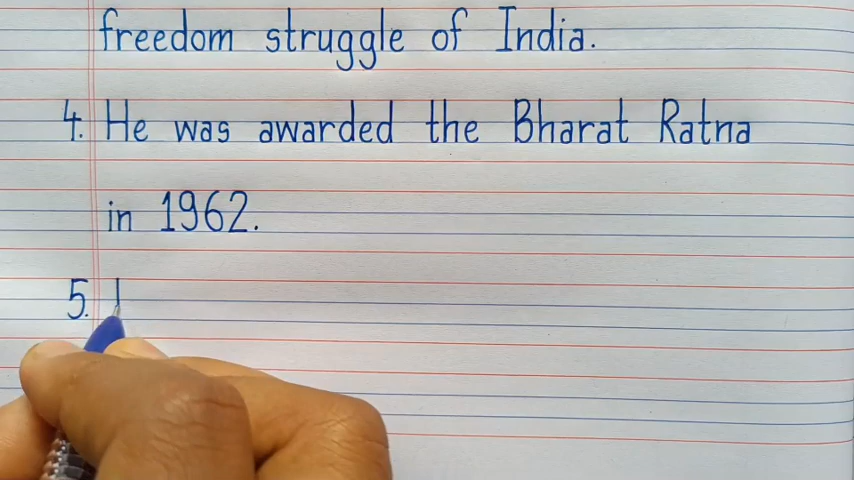 freedom struggle of India.
4. He was awarded the Bharat Ratna
in 1962.
5.